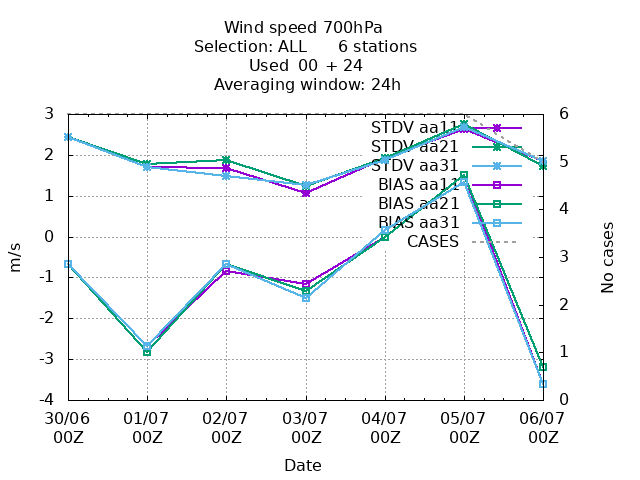 Wind speed 700hPa
Selection: ALL 6 stations
Used 00 + 24
Averaging window: 24h
3
2
1
0
-1
-2
-3
-4
m/s
6
5
4
3
2
1
0
No cases
STDV aa11
STDV aa21
STDV aa31
BIAS aa11
BIAS aa21
BIAS aa31
CASES
30/06 01/07 02/07 03/07 04/07 05/07 06/07
00Z 00Z 00Z 00Z 00Z 00Z 00Z
Date